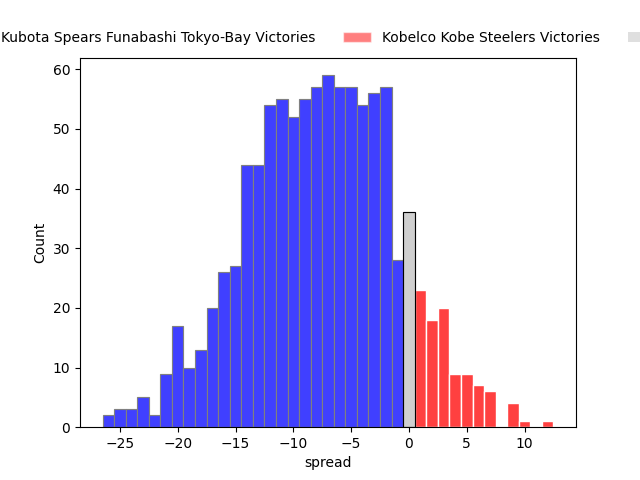 Kubota Spears Funabashi Tokyo-Bay Victories Kobelco Kobe Steelers Victories
60
50
40
30
20
10
0
Count
−25 −20 −15 −10 −5 0 5 10
spread